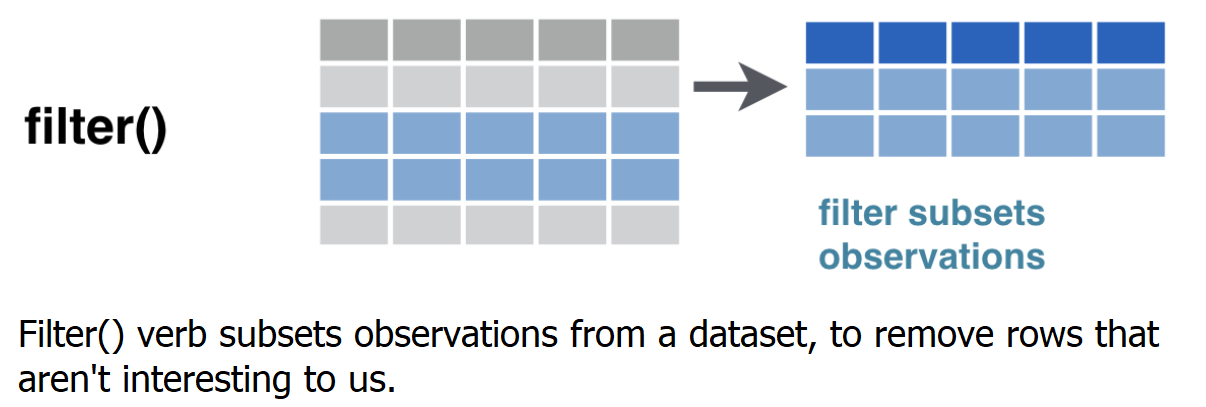 filter()
filter subsets
observations
Filter() verb subsets observations from a dataset, to remove rows that
aren't interesting to us.